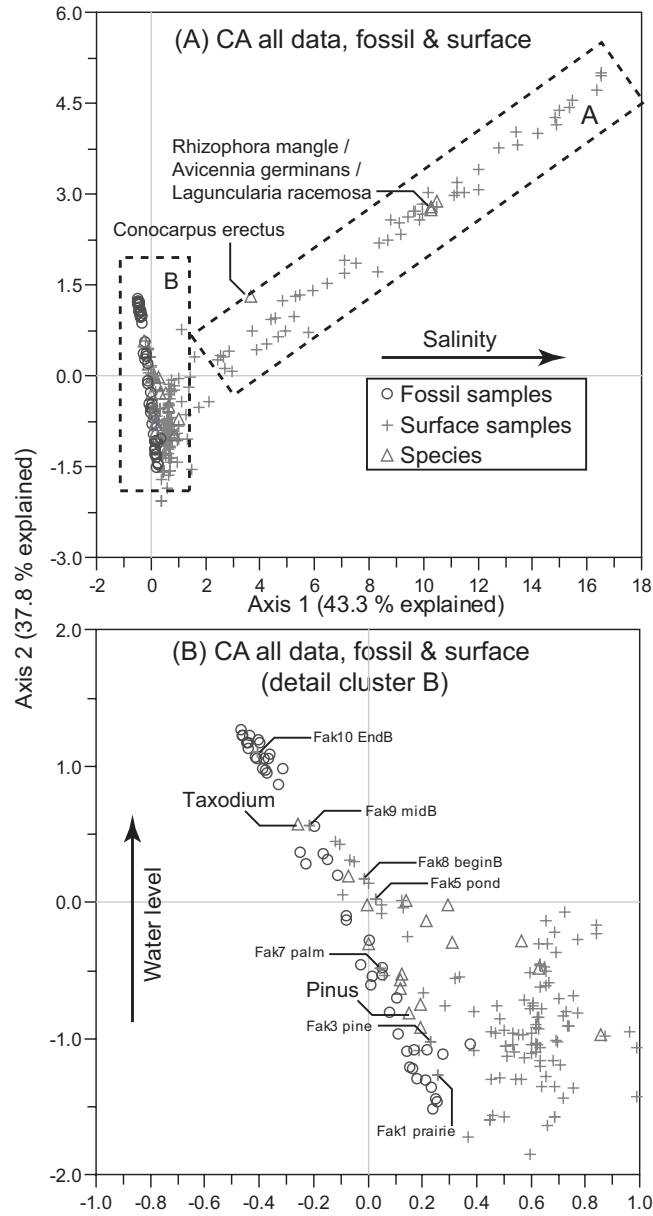 (A) CA all data, fossil & surface
6.0
4.5
3.0
1.5
0.0
-1.5
-3.0
A
Rhizophora mangle /
Avicennia germinans /
Laguncularia racemosa
Conocarpus erectus
B
Salinity
Fossil samples
Surface samples
Species
-2 0 2 4 6 8 10 12 14 16 18
Axis 1 (43.3 % explained)
Axis 2 (37.8 % explained)
(B) CA all data, fossil & surface
(detail cluster B)
2.0
1.0
0.0
-1.0
-2.0
Fak10 EndB
Taxodium
Fak9 midB
Fak8 beginB
Fak5 pond
Water level
Fak7 palm
Pinus
Fak3 pine
Fak1 prairie
-1.0 -0.8 -0.6 -0.4 -0.2 0.0 0.2 0.4 0.6 0.8 1.0